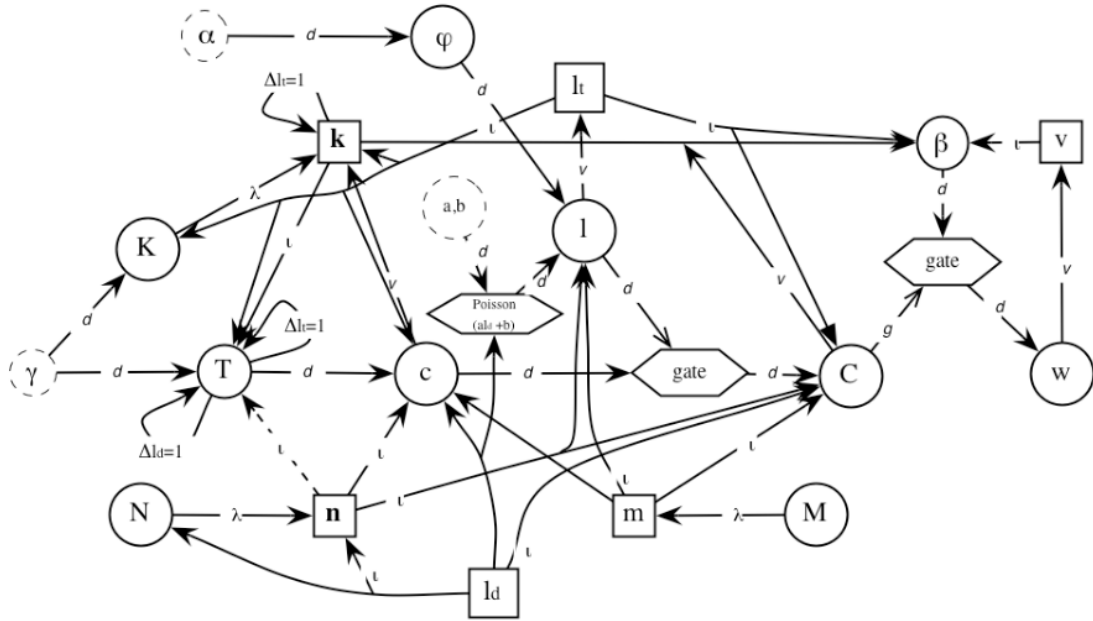 α d φ
Δlt=1 d lt
k ι ι β ι v
λ a,b v d
K ι d l gate
d v Poisson d d v v
(ald +b)
Δlt=1 g d
γ d T d c d gate d C w
Δld=1
ι ι ι ι
N λ n ι m λ M
ι ι
ld